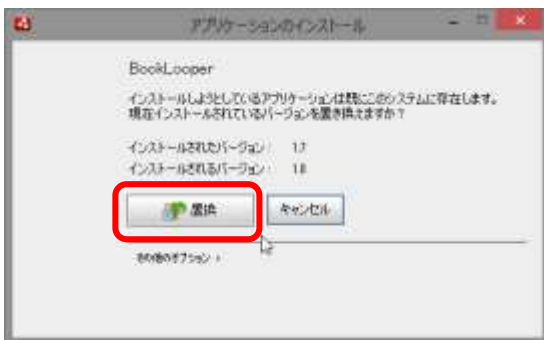 アプリケーションのインストール
BookLooper
インストールしようとしているアプリケーションは既にこのシステムに存在します。
現在インストールされているバージョンを置き換えますか?
インストールされたバージョン: 1.7
インストールされるバージョン: 1.8
置換 キャンセル
その他のオプション